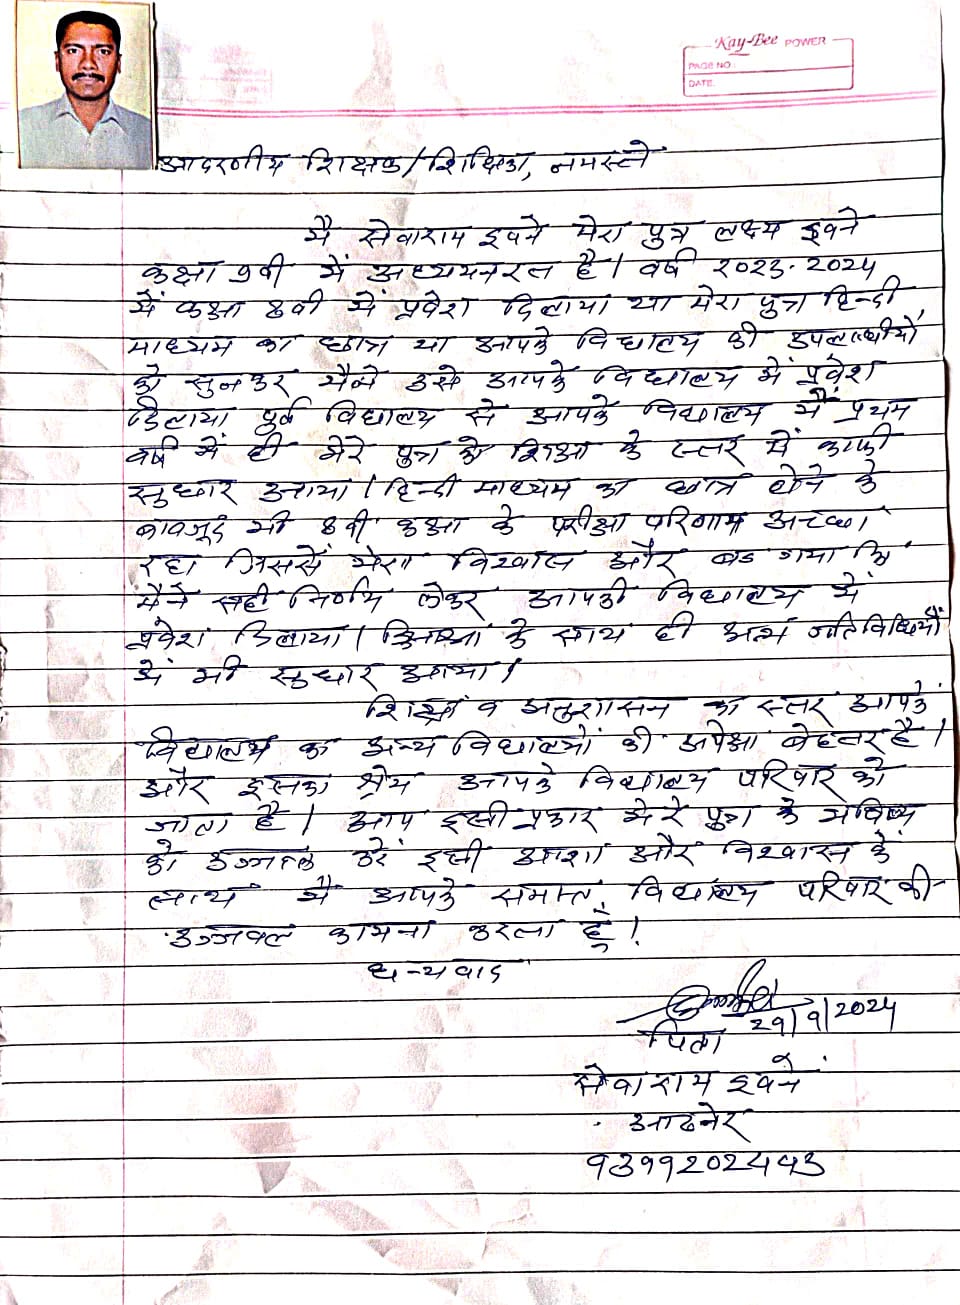 Kay-Bee POWER
PAGE NO.
DATE.
आदरणीय शिक्षक/शिक्षिका, नमस्ते
मै सेवाराम इवने मेरा पुत्र लक्ष्य इवने
कक्षा 9वी में अध्ययनरत है। वर्ष 2023-2024
में कक्षा 8वी में प्रवेश दिलाया था मेरा पुत्र हिन्दी
माध्यम का छात्र था आपके विद्यालय की उपलब्धीयो
को सुनकर मैने उसे आपके विद्यालय में प्रवेश
दिलाया पुर्व विद्यालय से आपके विद्यालय में प्रथम
वर्ष में ही मेरे पुत्र को शिक्षा के स्तर में काफी
सुधार आया। हिन्दी माध्यम का छात्र होने के
बावजूद भी 8वी कक्षा के परीक्षा परिणाम अच्छा
रहा जिससे मेरा विश्वास और बड गया कि
मैने सही निर्णय लेकर आपकी विद्यालय में
प्रवेश दिलाया। के साथ ही अन्य गतिविधियों
में भी सुधार आया।
शिक्षा व अनुशासन का स्तर आपके
विद्यालय का अन्य विद्यालयों की अपेक्षा बेहतर है।
और इसका श्रेय आपके विद्यालय परिवार को
जाता है। आप इसी प्रकार मेरे पुत्र के भविष्य
को उज्जवल करे इसी आशा और विश्वास के
साथ मै आपके समस्त विद्यालय परिवार की
उज्जवल कामना करता हूँ।
धन्यवाद
29/9/2024
पिता
सेवाराम इवने
आठनेर